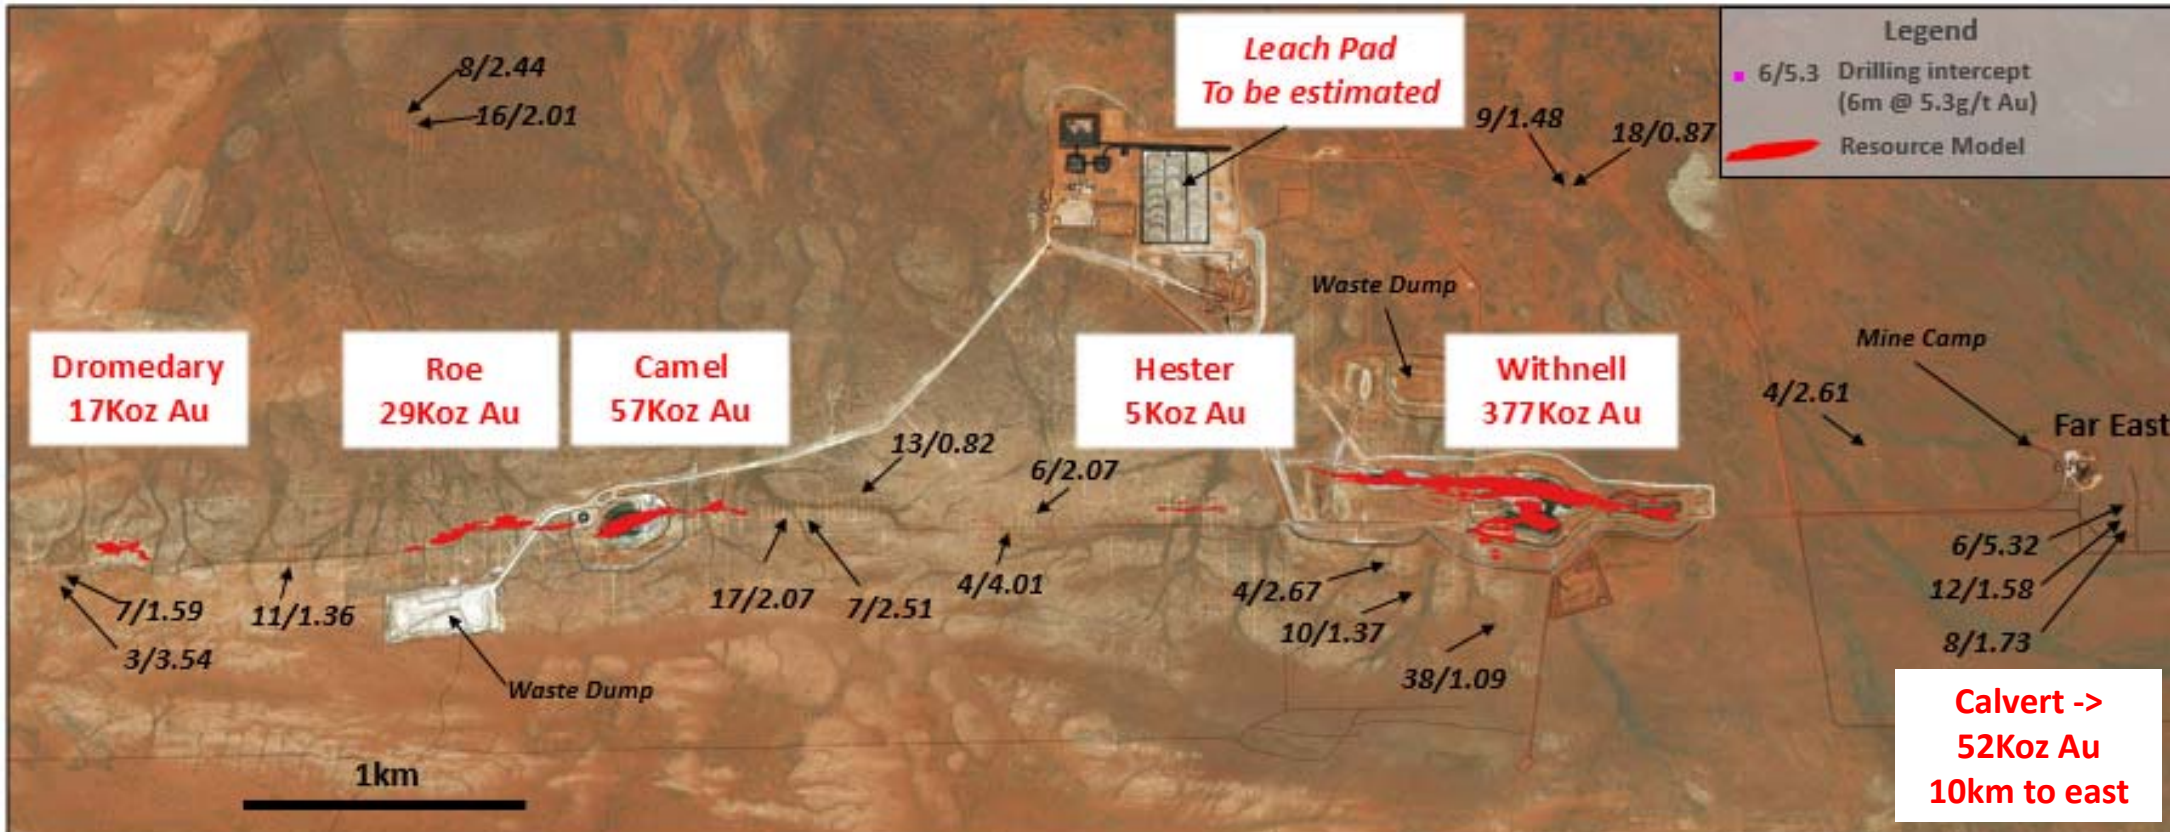 Legend
6/5.3 Drilling intercept
(6m @ 5.3g/t Au)
Resource Model
Leach Pad
To be estimated
8/2.44
16/2.01
9/1.48
18/0.87
Waste Dump
Mine Camp
Dromedary
17Koz Au
Roe
29Koz Au
Camel
57Koz Au
Hester
5Koz Au
Withnell
377Koz Au
4/2.61
Far East
13/0.82
6/2.07
6/5.32
12/1.58
8/1.73
7/1.59
3/3.54
11/1.36
17/2.07
7/2.51
4/4.01
4/2.67
10/1.37
38/1.09
Waste Dump
1km
Calvert ->
52Koz Au
10km to east